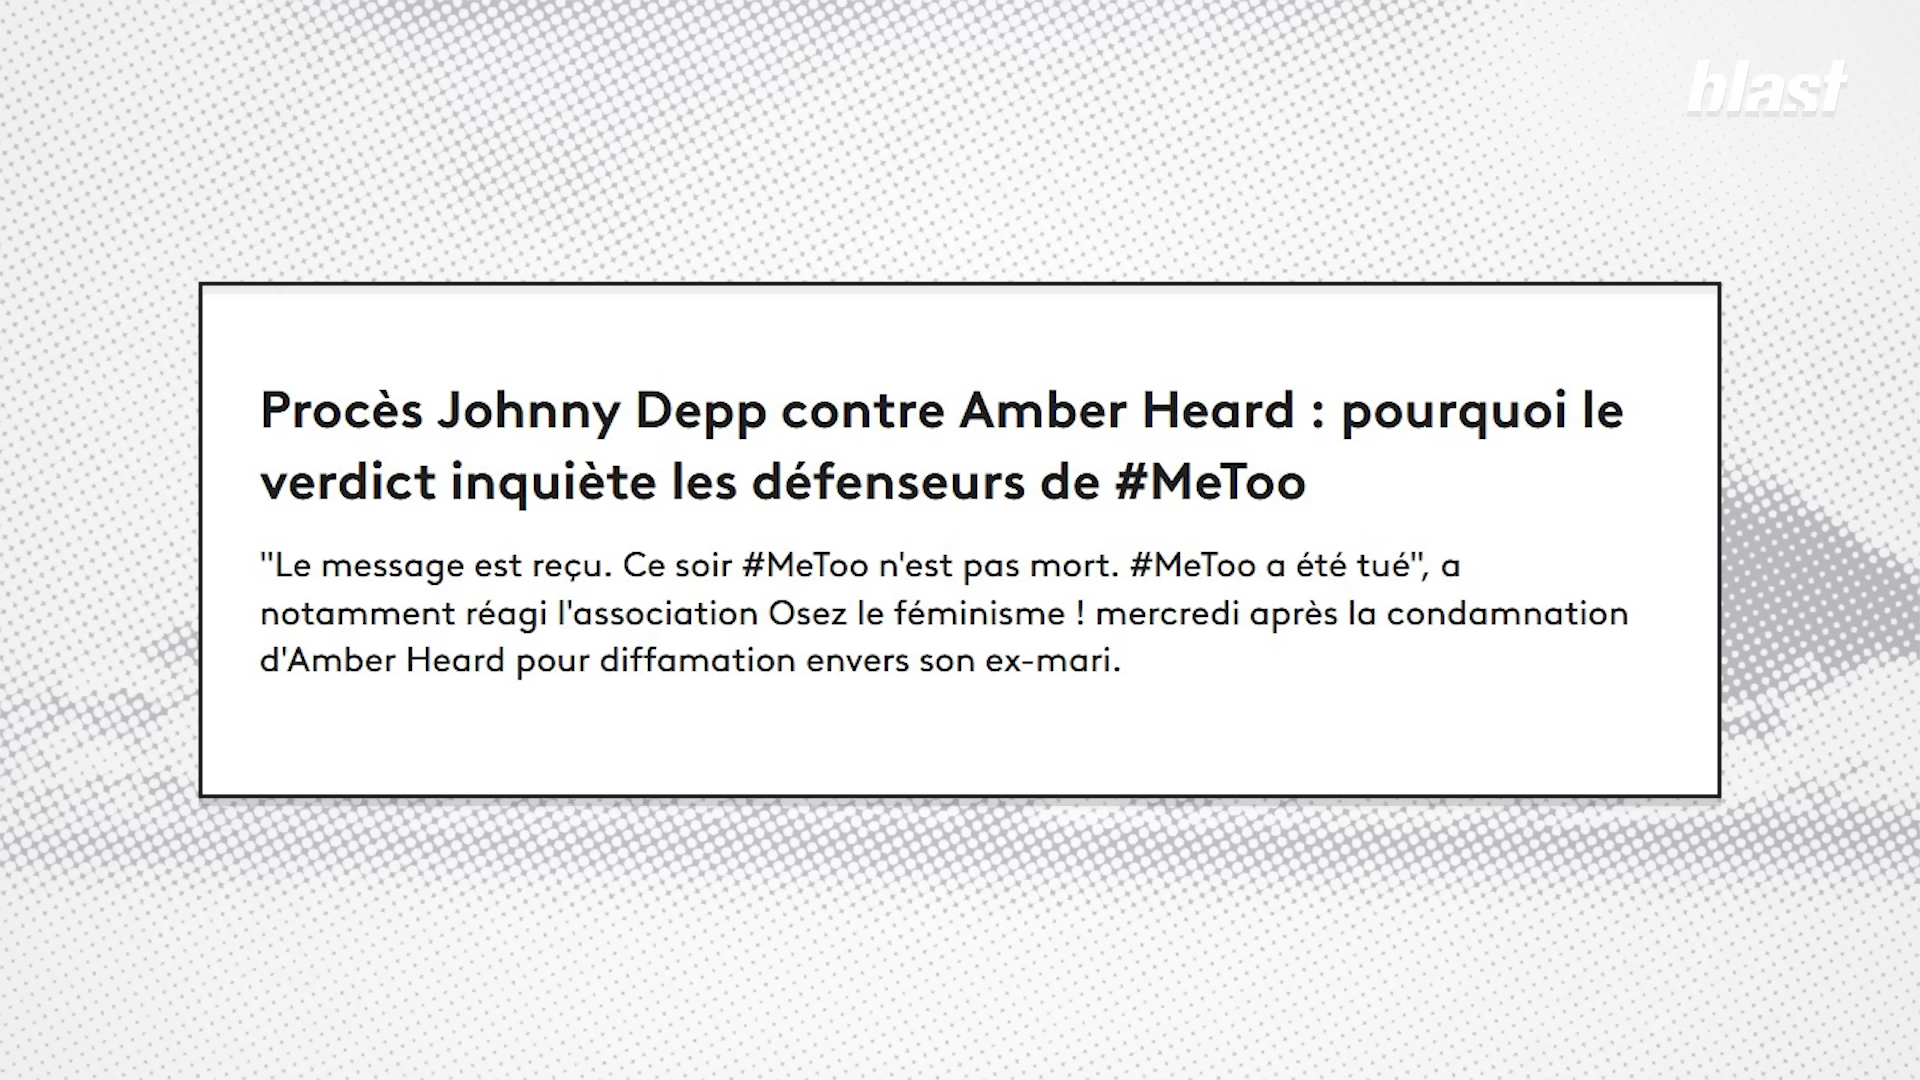 blast
Procès Johnny Depp contre Amber Heard : pourquoi le
verdict inquiète les défenseurs de #MeToo
"Le message est reçu. Ce soir #MeToo n'est pas mort. #MeToo a été tué", a
notamment réagi l'association Osez le féminisme ! mercredi après la condamnation
d'Amber Heard pour diffamation envers son ex-mari.